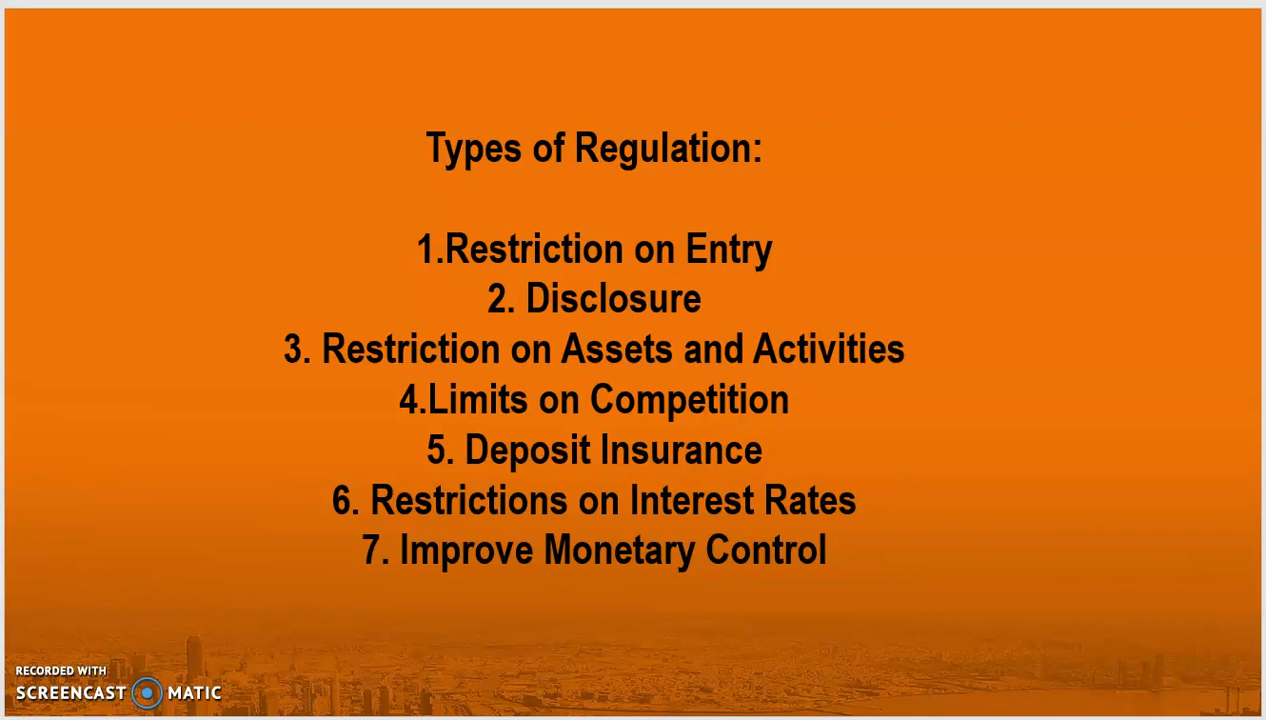 Types of Regulation:
1.Restriction on Entry
2. Disclosure
3. Restriction on Assets and Activities
4.Limits on Competition
5. Deposit Insurance
6. Restrictions on Interest Rates
7. Improve Monetary Control
RECORDED WITH
SCREENCAST MATIC